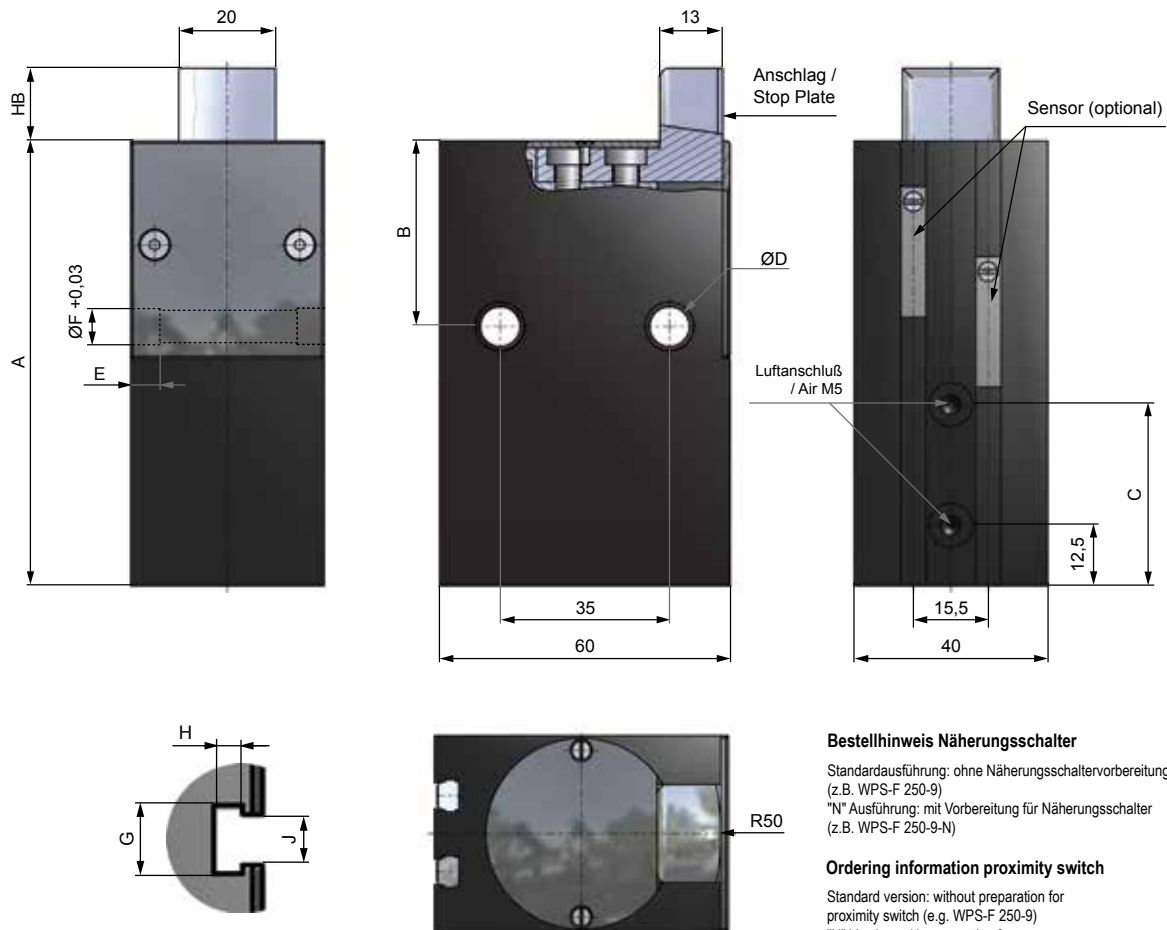 20
13
HB
Anschlag /
Stop Plate
Sensor (optional)
B
ØD
ØF +0,03
A
E
Luftanschluß
/ Air M5
C
12,5
35
60
15,5
40
H
G
J
R50
Bestellhinweis Näherungsschalter
Standardausführung: ohne Näherungsschaltervorbereitung
(z.B. WPS-F 250-9)
"N" Ausführung: mit Vorbereitung für Näherungsschalter
(z.B. WPS-F 250-9-N)
Ordering information proximity switch
Standard version: without preparation for
proximity switch (e.g. WPS-F 250-9)